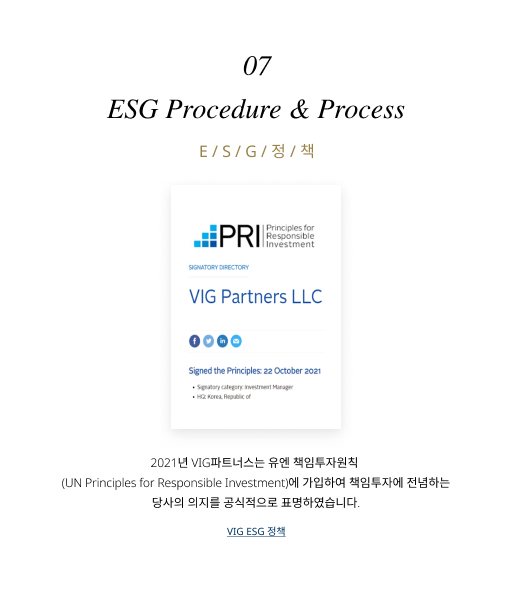 07
ESG Procedure & Process
E / S / G / 정 / 책
PRI Principles for
Responsible
Investment
SIGNATORY DIRECTORY
VIG Partners LLC
Signed the Principles: 22 October 2021
• Signatory category: Investment Manager
• HQ: Korea, Republic of
2021년 VIG파트너스는 유엔 책임투자원칙
(UN Principles for Responsible Investment)에 가입하여 책임투자에 전념하는
당사의 의지를 공식적으로 표명하였습니다.
VIG ESG 정책